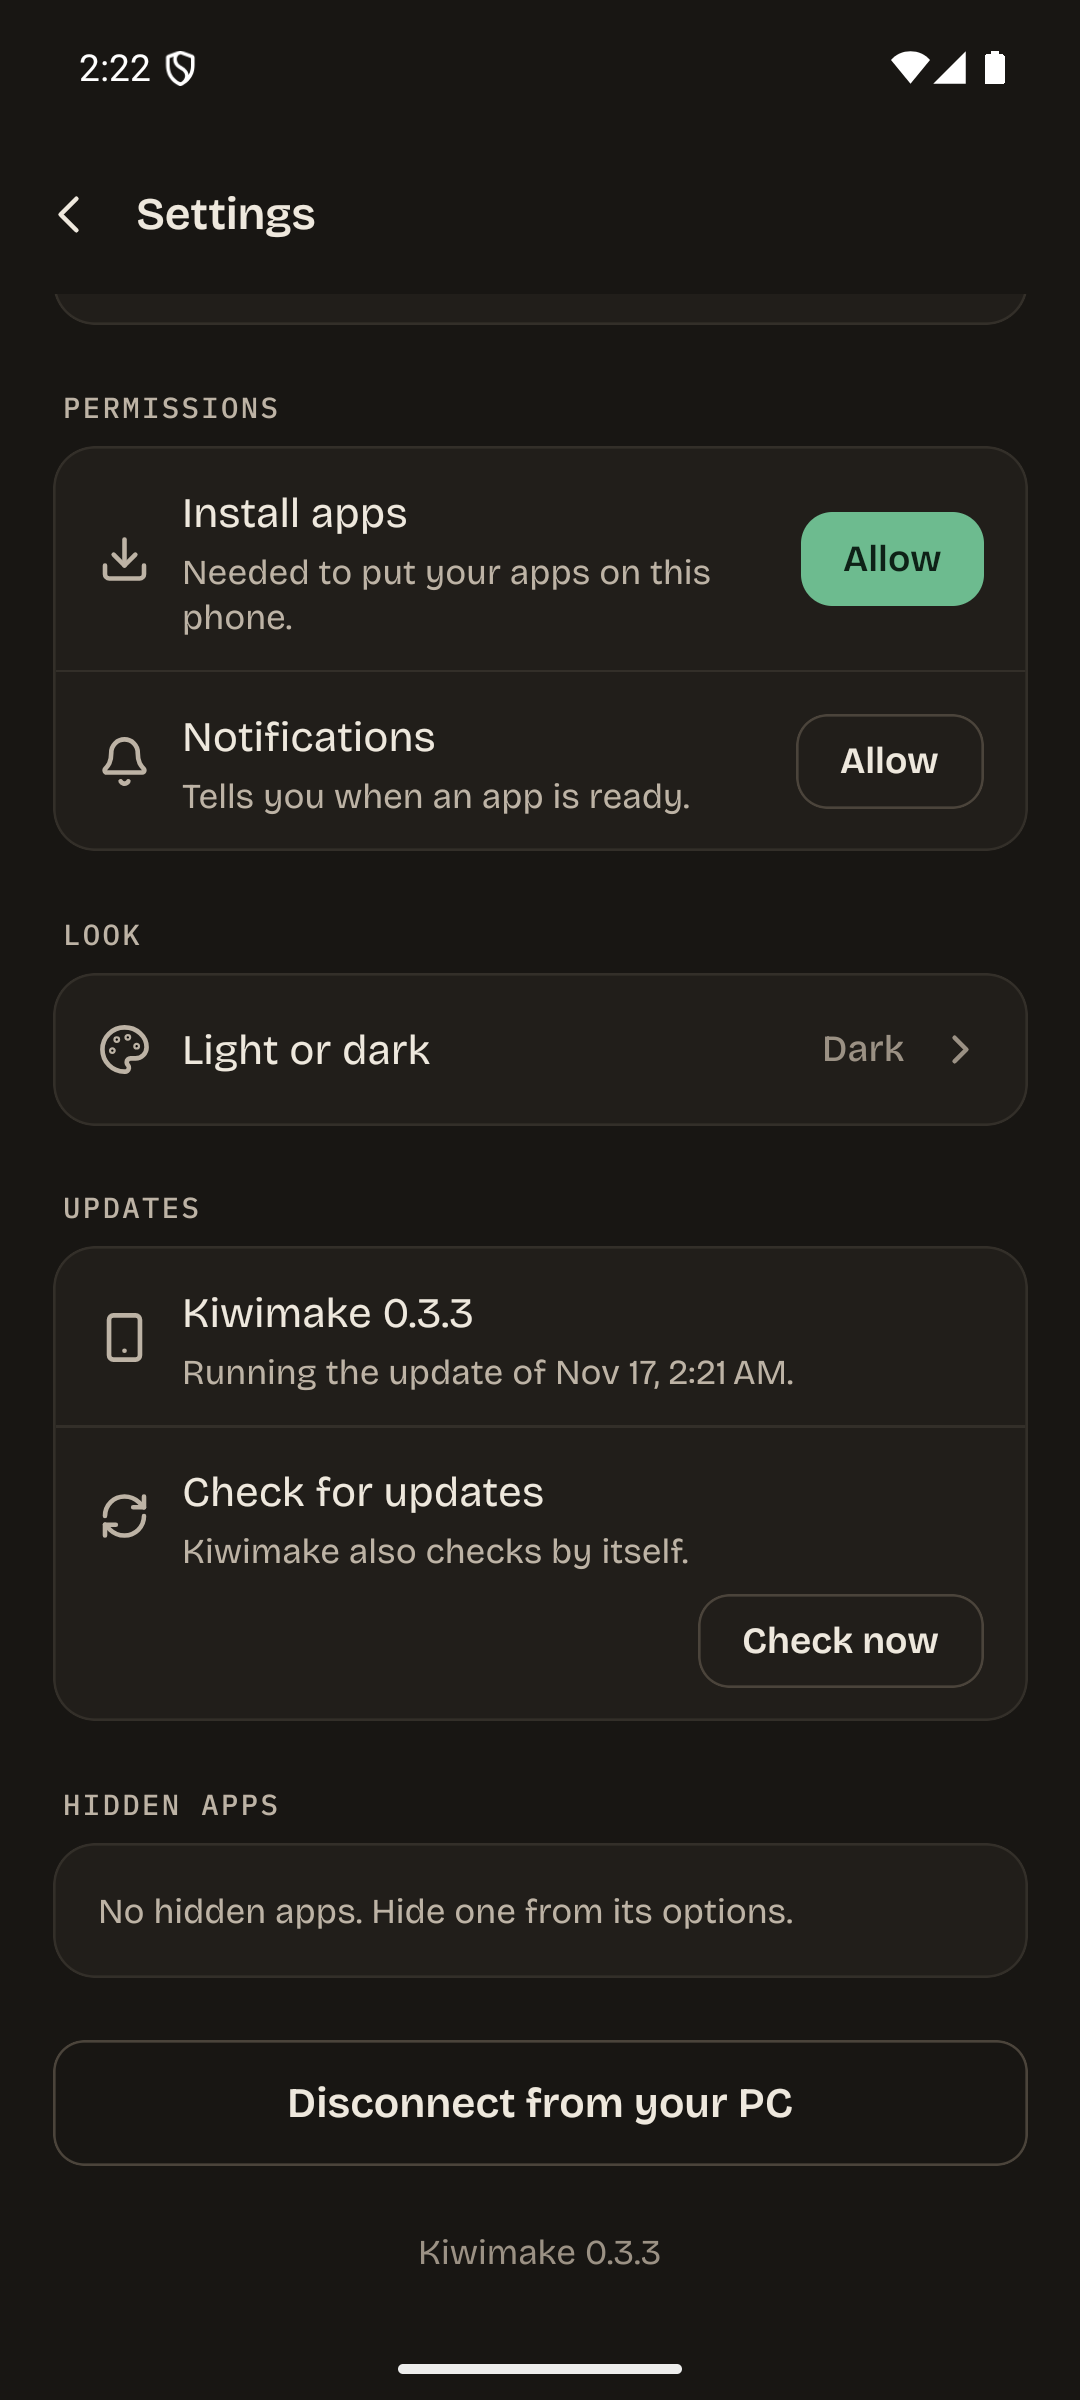 2:22
Settings
PERMISSIONS
Install apps
Needed to put your apps on this
phone.
Allow
Notifications
Tells you when an app is ready.
Allow
LOOK
Light or dark
Dark
UPDATES
Kiwimake 0.3.3
Running the update of Nov 17, 2:21 AM.
Check for updates
Kiwimake also checks by itself.
Check now
HIDDEN APPS
No hidden apps. Hide one from its options.
Disconnect from your PC
Kiwimake 0.3.3